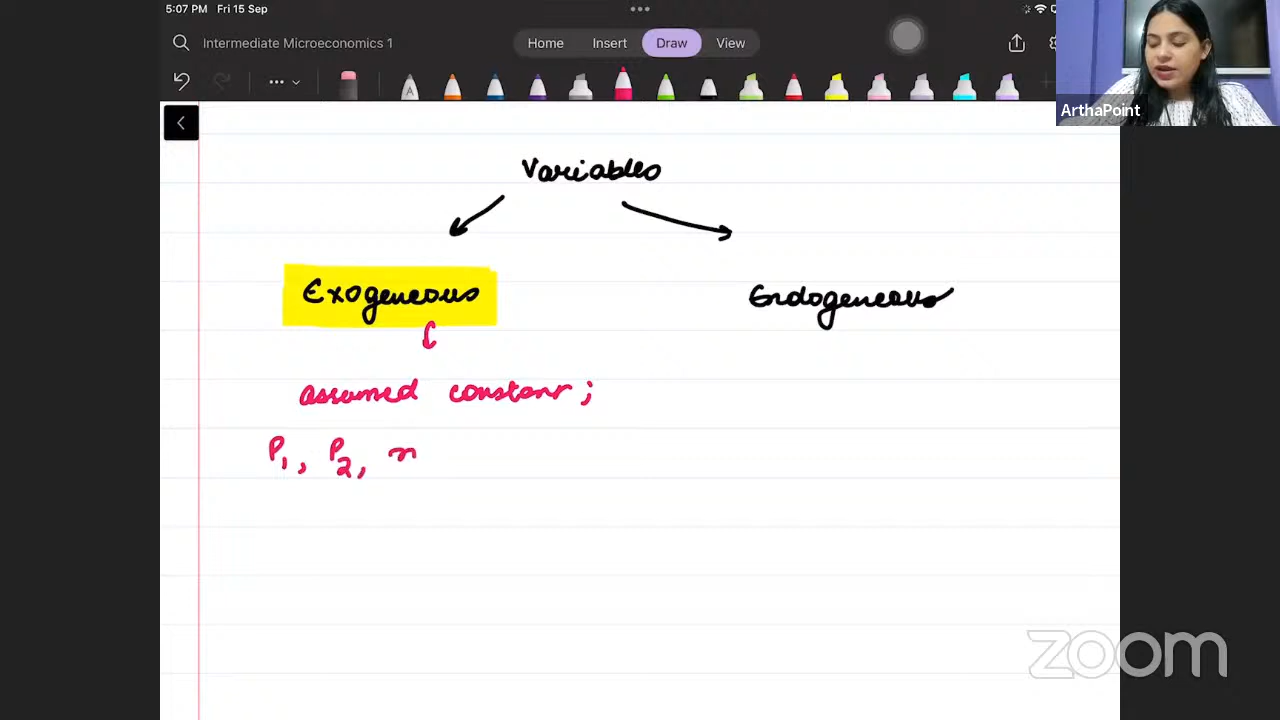 5:07 PM Fri 15 Sep
Intermediate Microeconomics 1
Home Insert Draw View
ArthaPoint
Variables
Exogeneous Endogeneous
assumed constant;
P1, P2, m
zoom